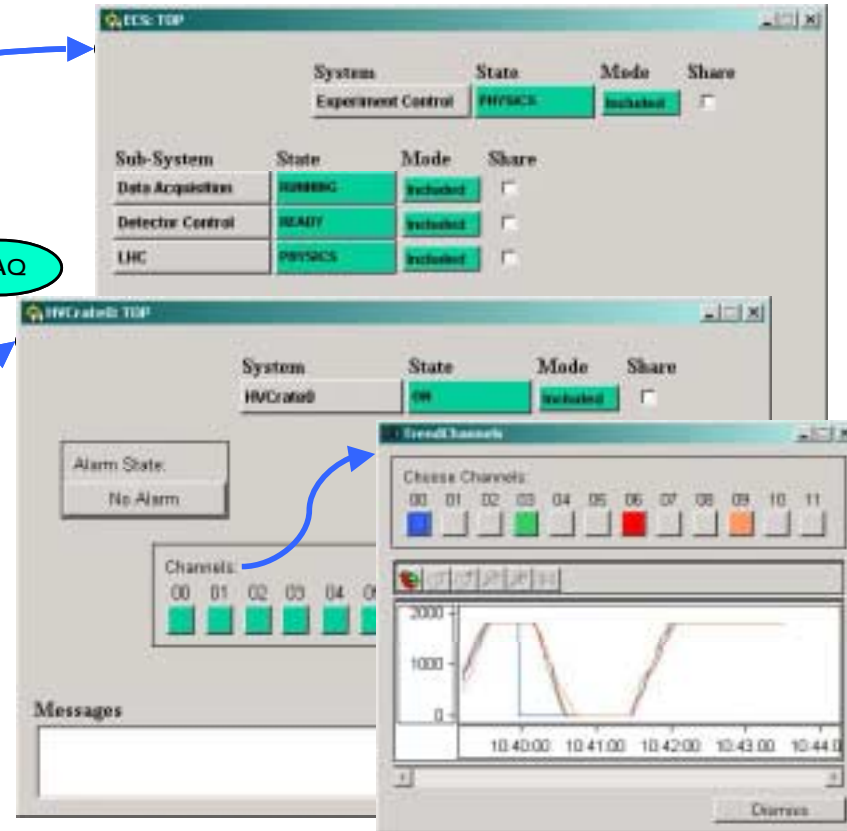 ECS: TOP
System State Mode Share
Experiment Control PHYSICS Included
Sub-System State Mode Share
Data Acquisition RUNNING Included
Detector Control READY Included
LHC PHYSICS Included
AQ
HVCrate0: TOP
System State Mode Share
HVCrate0 ON Included
Alarm State:
No Alarm
Channels:
00 01 02 03 04
Messages
TrendChannels
Choose Channels:
00 01 02 03 04 05 06 07 08 09 10 11
2000
1000
0
10:40:00 10:41:00 10:42:00 10:43:00 10:44:0
Dismiss